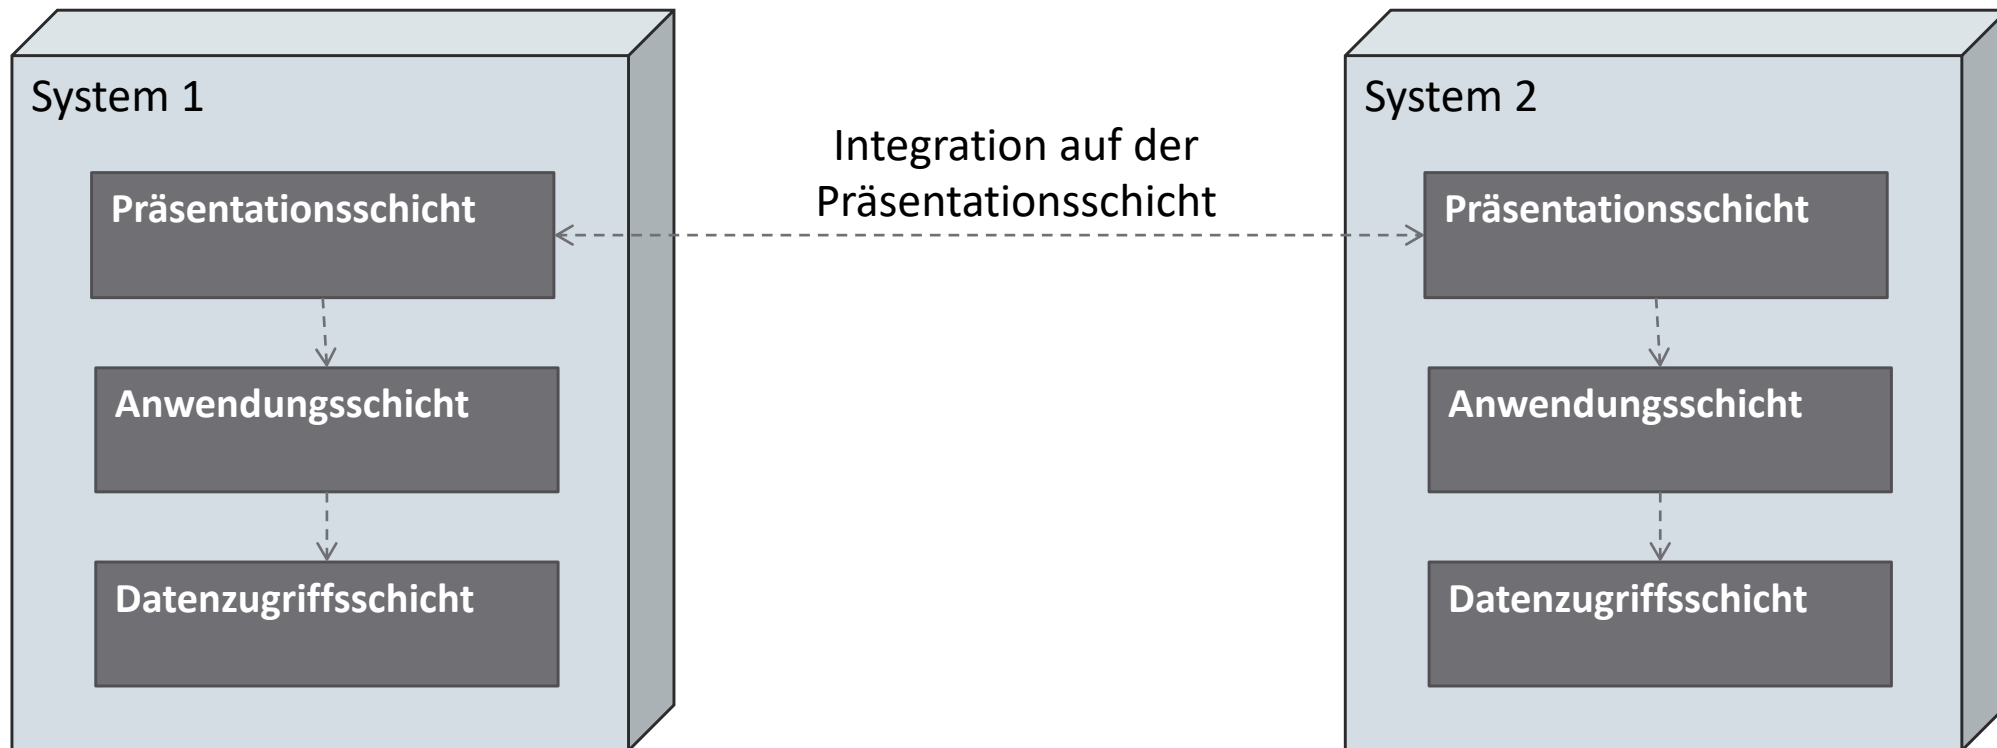 System 1
Präsentationsschicht
Anwendungsschicht
Datenzugriffsschicht
Integration auf der
Präsentationsschicht
System 2
Präsentationsschicht
Anwendungsschicht
Datenzugriffsschicht